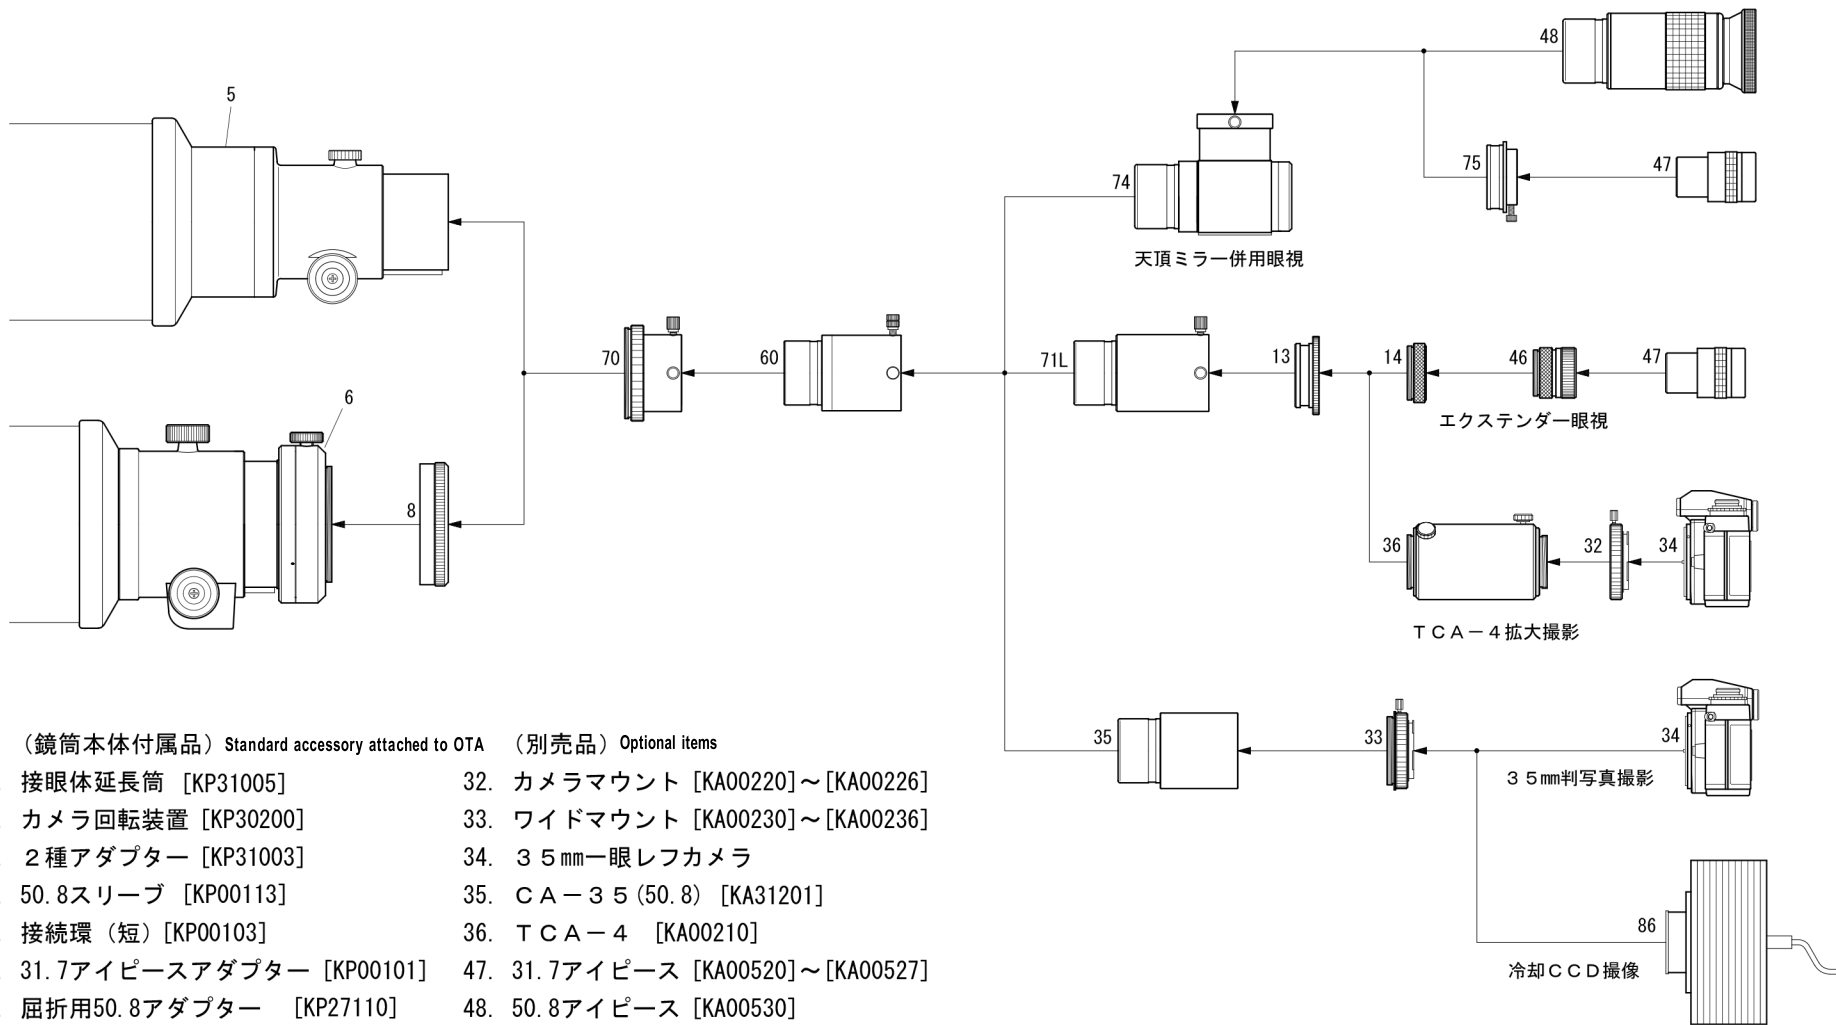 48
5
75
47
74
天頂ミラー併用眼視
70
60
71L
13
14
46
47
エクステンダー眼視
6
8
36
32
34
ＴＣＡ－４拡大撮影
35
33
34
３５㎜判写真撮影
86
冷却ＣＣＤ撮像
（鏡筒本体付属品）Standard accessory attached to OTA
接眼体延長筒 [KP31005]
カメラ回転装置 [KP30200]
２種アダプター [KP31003]
50.8スリーブ [KP00113]
接続環（短）[KP00103]
31.7アイピースアダプター [KP00101]
屈折用50.8アダプター [KP27110]
（別売品）Optional items
32. カメラマウント [KA00220]～[KA00226]
33. ワイドマウント [KA00230]～[KA00236]
34. ３５㎜一眼レフカメラ
35. ＣＡ－３５(50.8) [KA31201]
36. ＴＣＡ－４ [KA00210]
47. 31.7アイピース [KA00520]～[KA00527]
48. 50.8アイピース [KA00530]